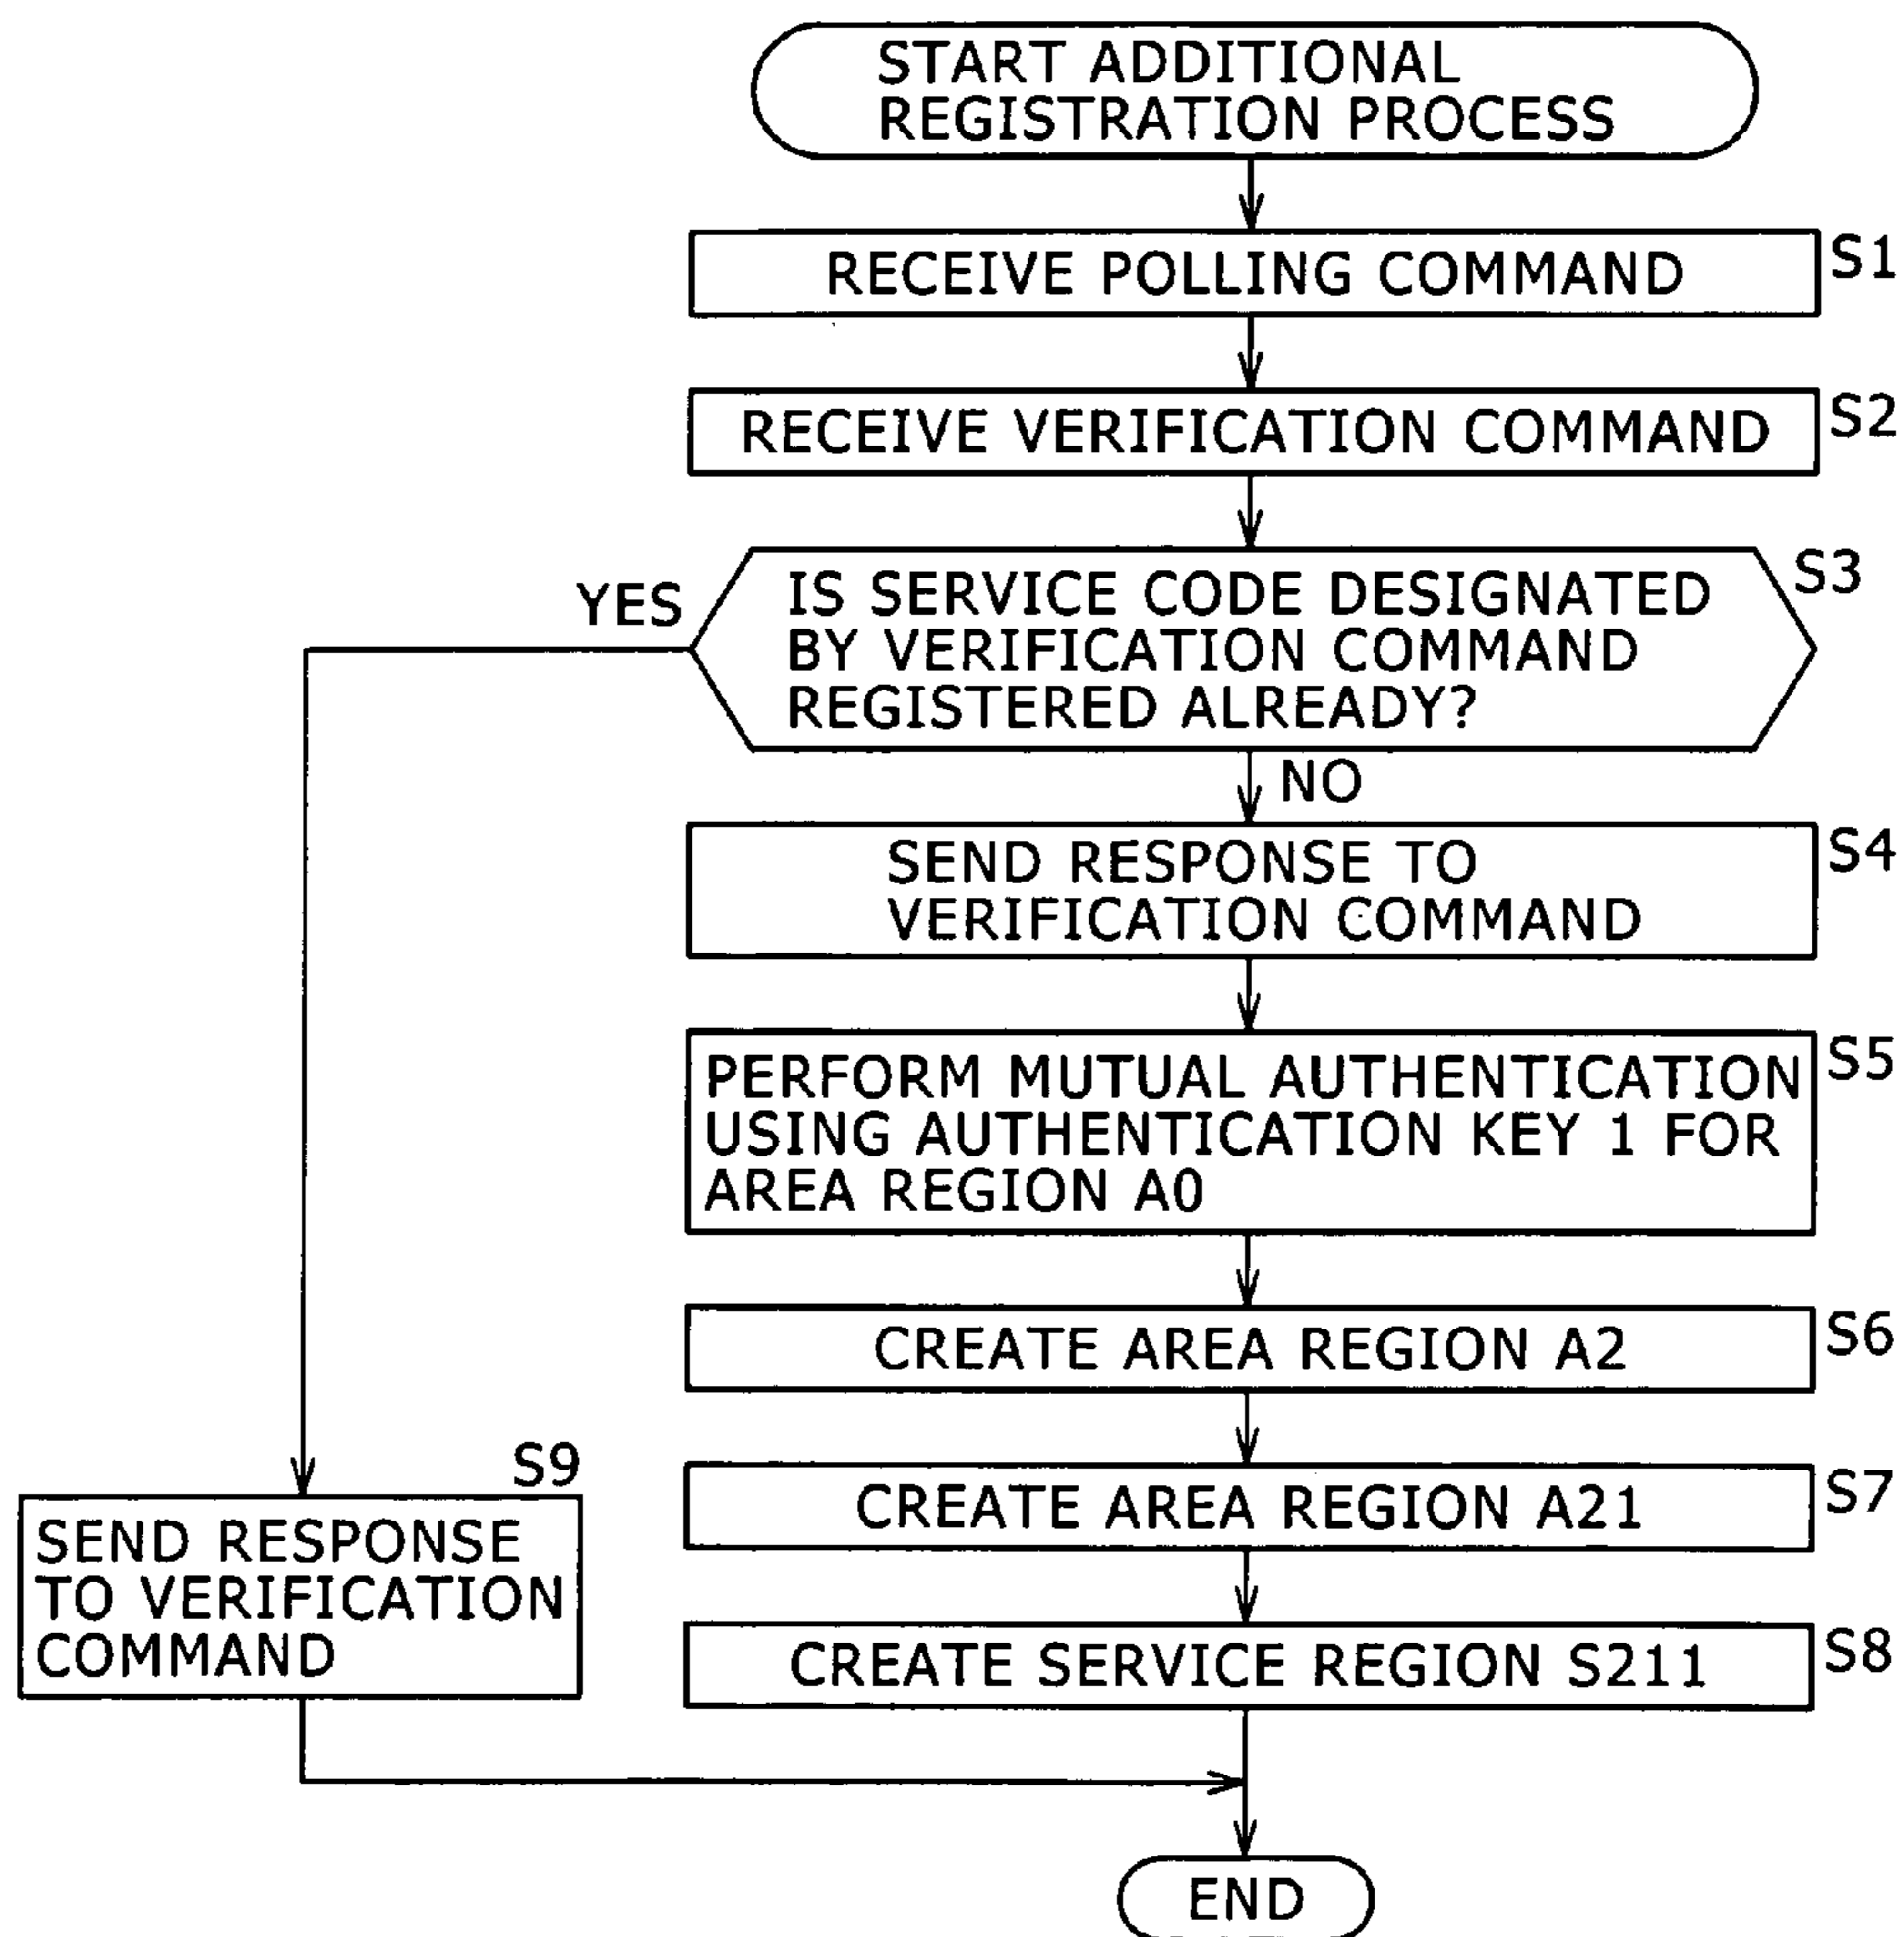 START ADDITIONAL
REGISTRATION PROCESS
RECEIVE POLLING COMMAND
S1
RECEIVE VERIFICATION COMMAND
S2
IS SERVICE CODE DESIGNATED
BY VERIFICATION COMMAND
REGISTERED ALREADY?
S3
YES
NO
SEND RESPONSE TO
VERIFICATION COMMAND
S4
PERFORM MUTUAL AUTHENTICATION
USING AUTHENTICATION KEY 1 FOR
AREA REGION A0
S5
CREATE AREA REGION A2
S6
CREATE AREA REGION A21
S7
CREATE SERVICE REGION S211
S8
S9
SEND RESPONSE
TO VERIFICATION
COMMAND
END